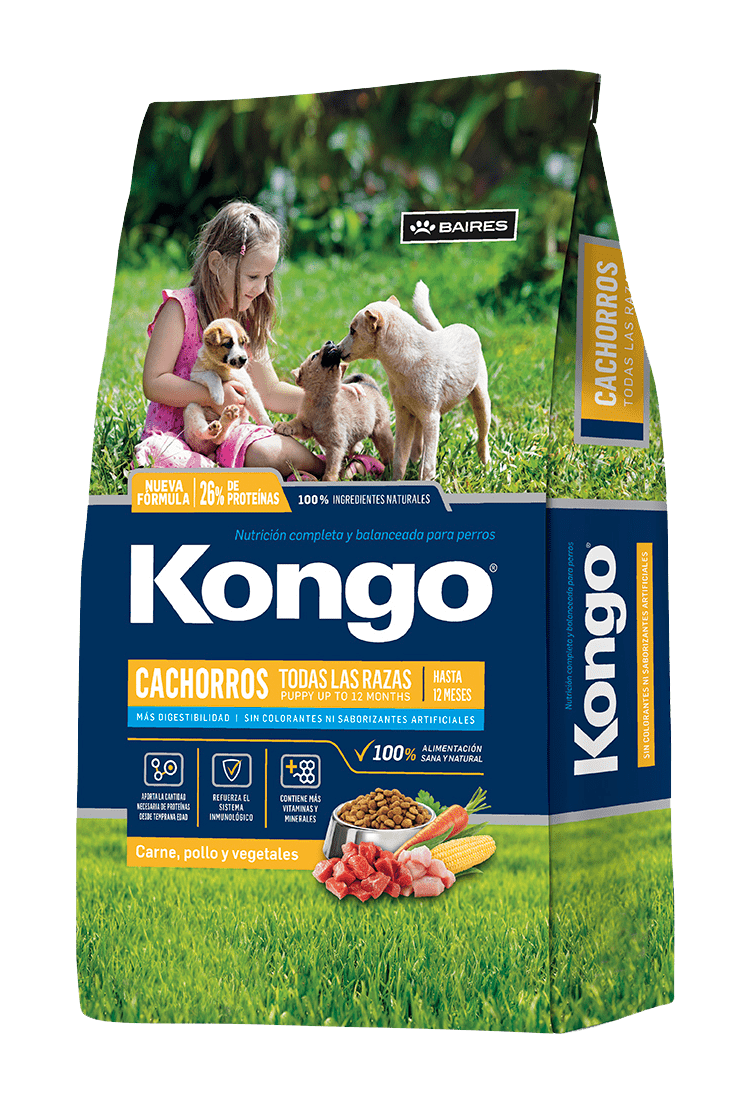 BAIRES
NUEVA
FÓRMULA
26% DE
PROTEÍNAS
100% INGREDIENTES NATURALES
Nutrición completa y balanceada para perros
Kongo®
CACHORROS
TODAS LAS RAZAS
PUPPY UP TO 12 MONTHS
HASTA
12 MESES
MÁS DIGESTIBILIDAD | SIN COLORANTES NI SABORIZANTES ARTIFICIALES
100% ALIMENTACIÓN
SANA Y NATURAL
APORTA LA CANTIDAD
NECESARIA DE PROTEÍNAS
DESDE TEMPRANA EDAD
REFUERZA EL
SISTEMA
INMUNOLÓGICO
CONTIENE MÁS
VITAMINAS Y
MINERALES
Carne, pollo y vegetales
CACHORROS
TODAS LAS RAZ
Nutrición completa y balanceada para perros
Kongo®
SIN COLORANTES NI SABORIZANTES ARTIFICIALES